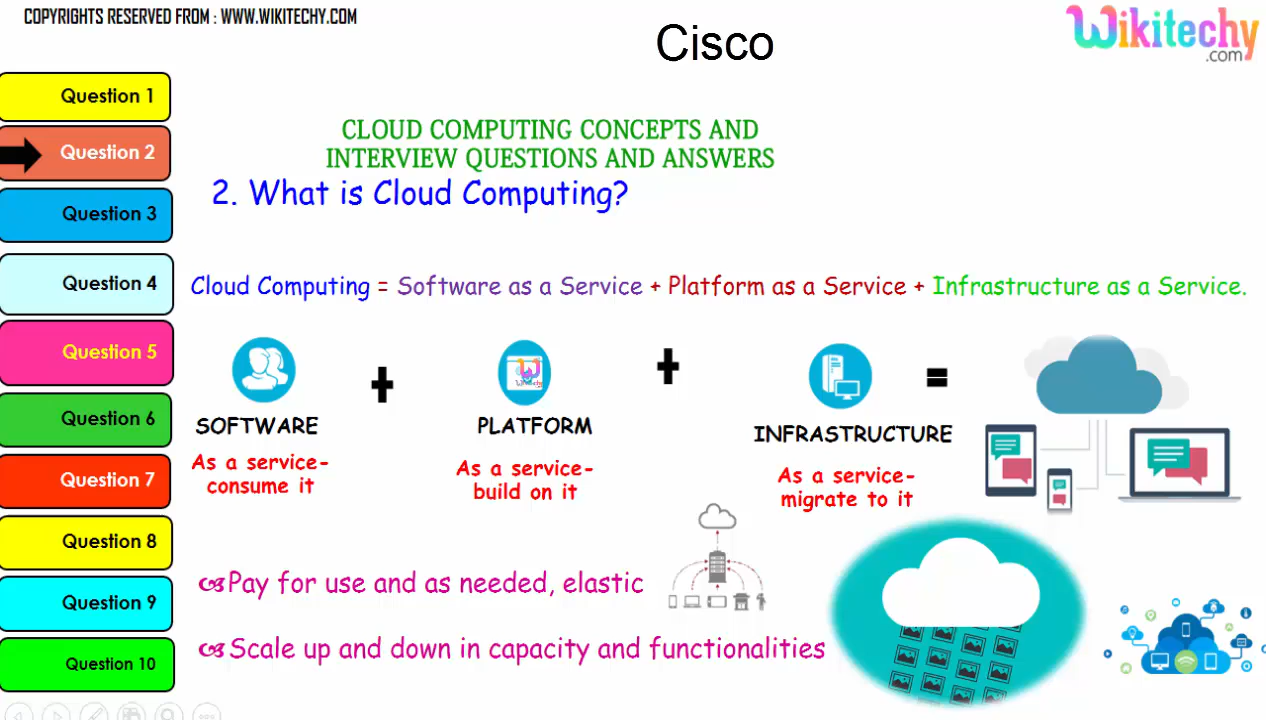 COPYRIGHTS RESERVED FROM : WWW.WIKITECHY.COM
Cisco
Wikitechy
.com
Question 1
Question 2
Question 3
Question 4
Question 5
Question 6
Question 7
Question 8
Question 9
Question 10
CLOUD COMPUTING CONCEPTS AND
INTERVIEW QUESTIONS AND ANSWERS
2. What is Cloud Computing?
Cloud Computing = Software as a Service + Platform as a Service + Infrastructure as a Service.
+
W
Wikitechy
+
=
SOFTWARE
PLATFORM
INFRASTRUCTURE
As a service-
consume it
As a service-
build on it
As a service-
migrate to it
Pay for use and as needed, elastic
Scale up and down in capacity and functionalities